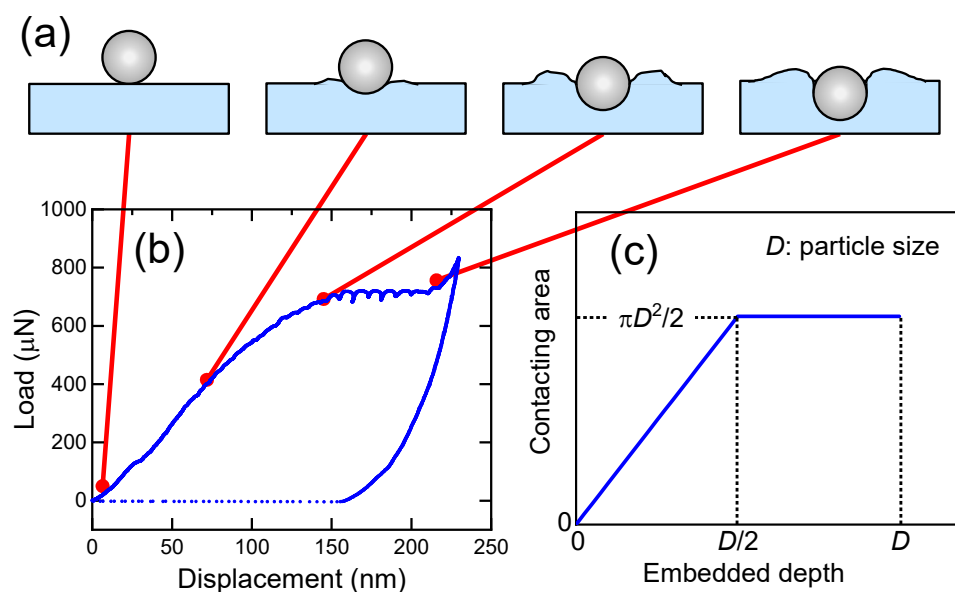 (a)
(b)
1000
800
600
400
200
0
Load (μN)
0
50
100
150
200
250
Displacement (nm)
(c)
D: particle size
πD²/2
Contacting area
0
0
D/2
D
Embedded depth